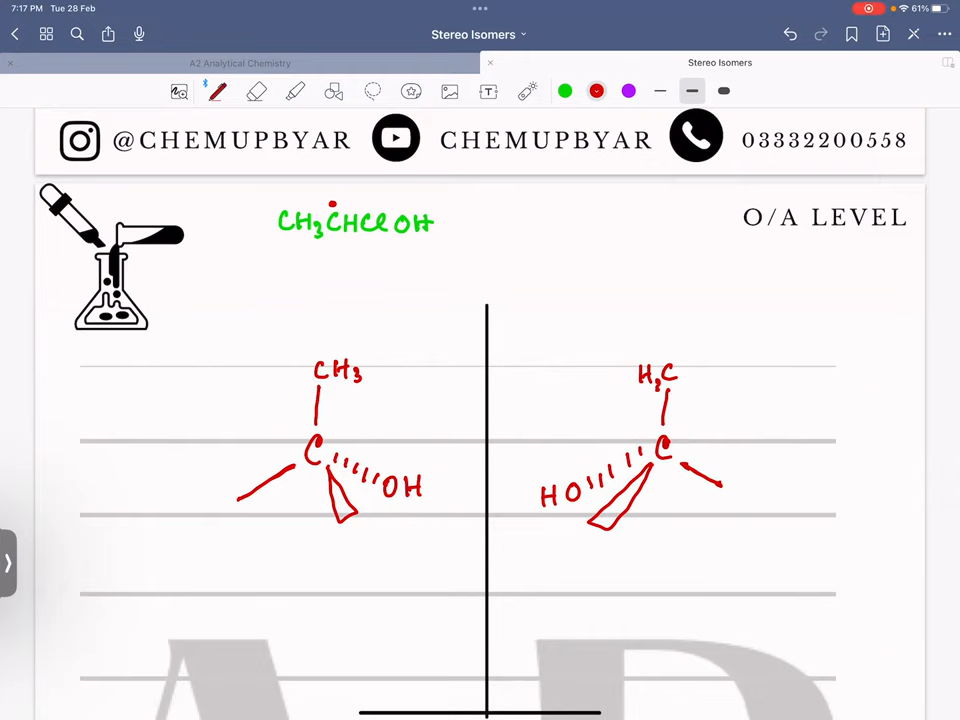 7:17 PM Tue 28 Feb
61%
Stereo Isomers
A2 Analytical Chemistry
Stereo Isomers
@CHEMUPBYAR CHEMUPBYAR 03332200558
CH₃CHClOH
O/A LEVEL
CH₃ H₃C
C C
OH HO
A R